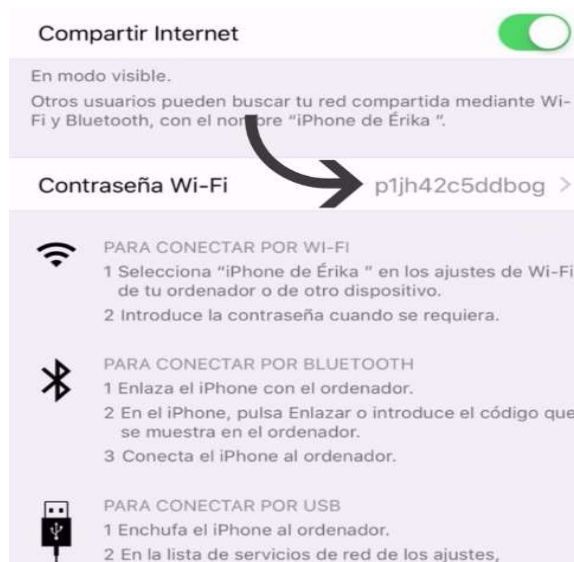 Compartir Internet
En modo visible.
Otros usuarios pueden buscar tu red compartida mediante Wi-
Fi y Bluetooth, con el nombre “iPhone de Érika ”.
Contraseña Wi-Fi p1jh42c5ddbog >
PARA CONECTAR POR WI-FI
1 Selecciona “iPhone de Érika ” en los ajustes de Wi-Fi
de tu ordenador o de otro dispositivo.
2 Introduce la contraseña cuando se requiera.
PARA CONECTAR POR BLUETOOTH
1 Enlaza el iPhone con el ordenador.
2 En el iPhone, pulsa Enlazar o introduce el código que
se muestra en el ordenador.
3 Conecta el iPhone al ordenador.
PARA CONECTAR POR USB
1 Enchufa el iPhone al ordenador.
2 En la lista de servicios de red de los ajustes,